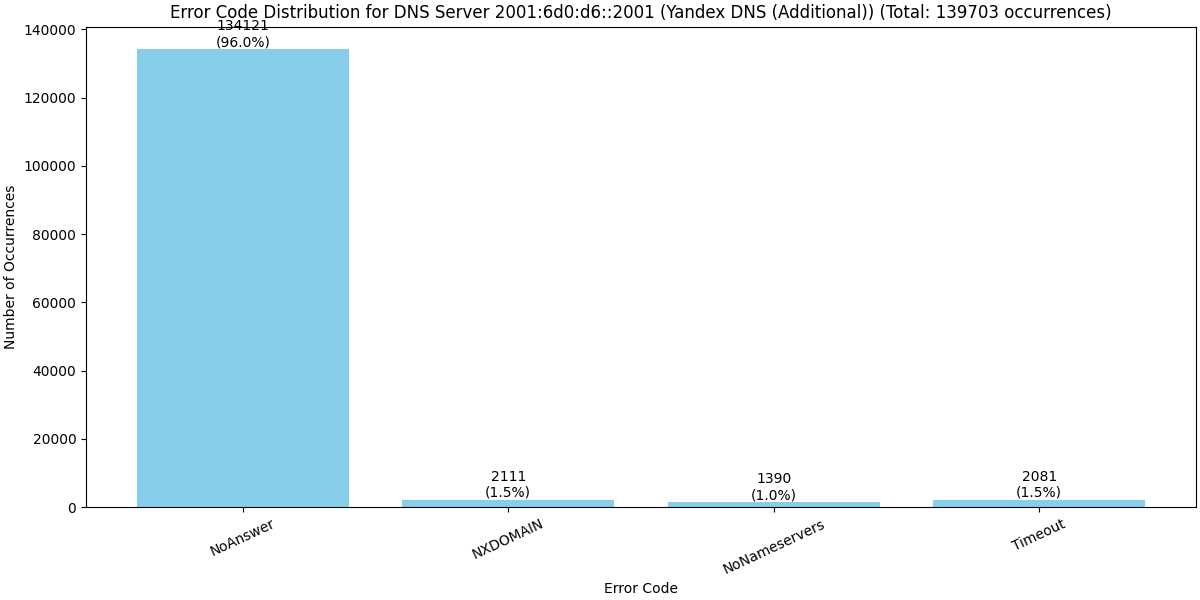 Error Code Distribution for DNS Server 2001:6d0:d6::2001 (Yandex DNS (Additional)) (Total: 139703 occurrences)
134121
(96.0%)
140000
120000
100000
80000
60000
40000
20000
0
Number of Occurrences
2111
(1.5%)
1390
(1.0%)
2081
(1.5%)
NoAnswer
NXDOMAIN
NoNameservers
Timeout
Error Code